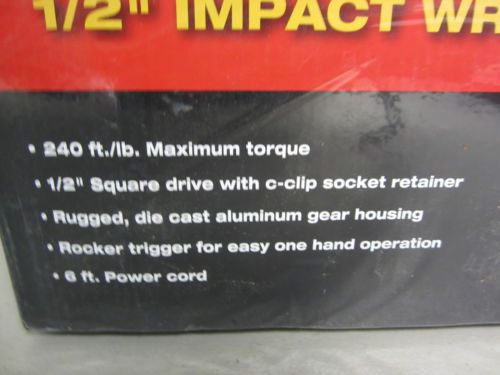 1/2" IMPACT WR
• 240 ft./lb. Maximum torque
• 1/2" Square drive with c-clip socket retainer
• Rugged, die cast aluminum gear housing
• Rocker trigger for easy one hand operation
• 6 ft. Power cord